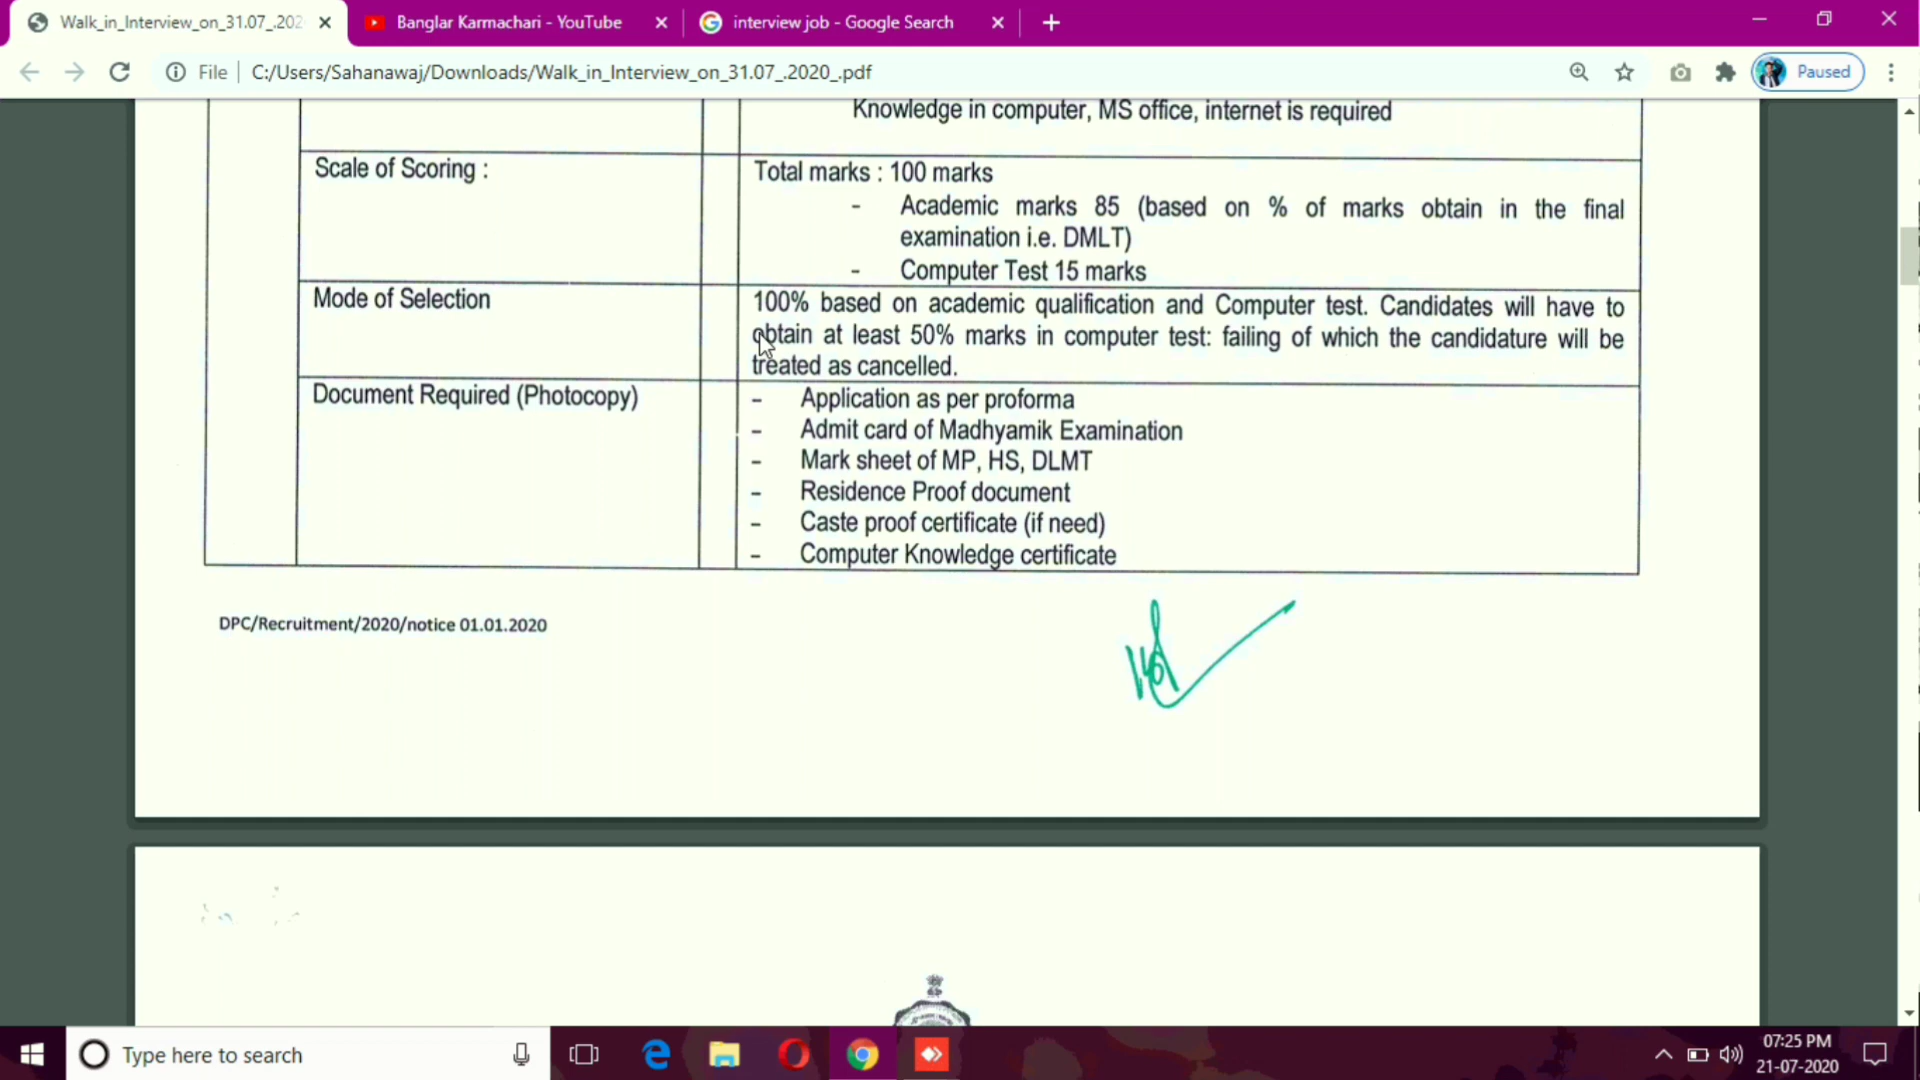 Walk_in_Interview_on_31.07_.202
Banglar Karmachari - YouTube
interview job - Google Search
File
C:/Users/Sahanawaj/Downloads/Walk_in_Interview_on_31.07_.2020_.pdf
Paused
Knowledge in computer, MS office, internet is required
Scale of Scoring :
Total marks : 100 marks
- Academic marks 85 (based on % of marks obtain in the final
examination i.e. DMLT)
- Computer Test 15 marks
Mode of Selection
100% based on academic qualification and Computer test. Candidates will have to
obtain at least 50% marks in computer test: failing of which the candidature will be
treated as cancelled.
Document Required (Photocopy)
- Application as per proforma
- Admit card of Madhyamik Examination
- Mark sheet of MP, HS, DLMT
- Residence Proof document
- Caste proof certificate (if need)
- Computer Knowledge certificate
DPC/Recruitment/2020/notice 01.01.2020
Type here to search
07:25 PM
21-07-2020